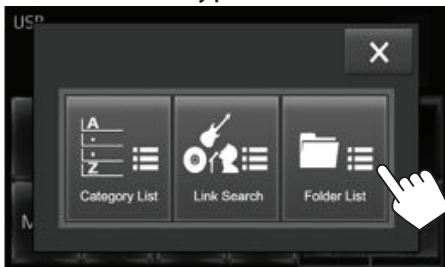 USB
A
Z
Category List
Link Search
Folder List
M